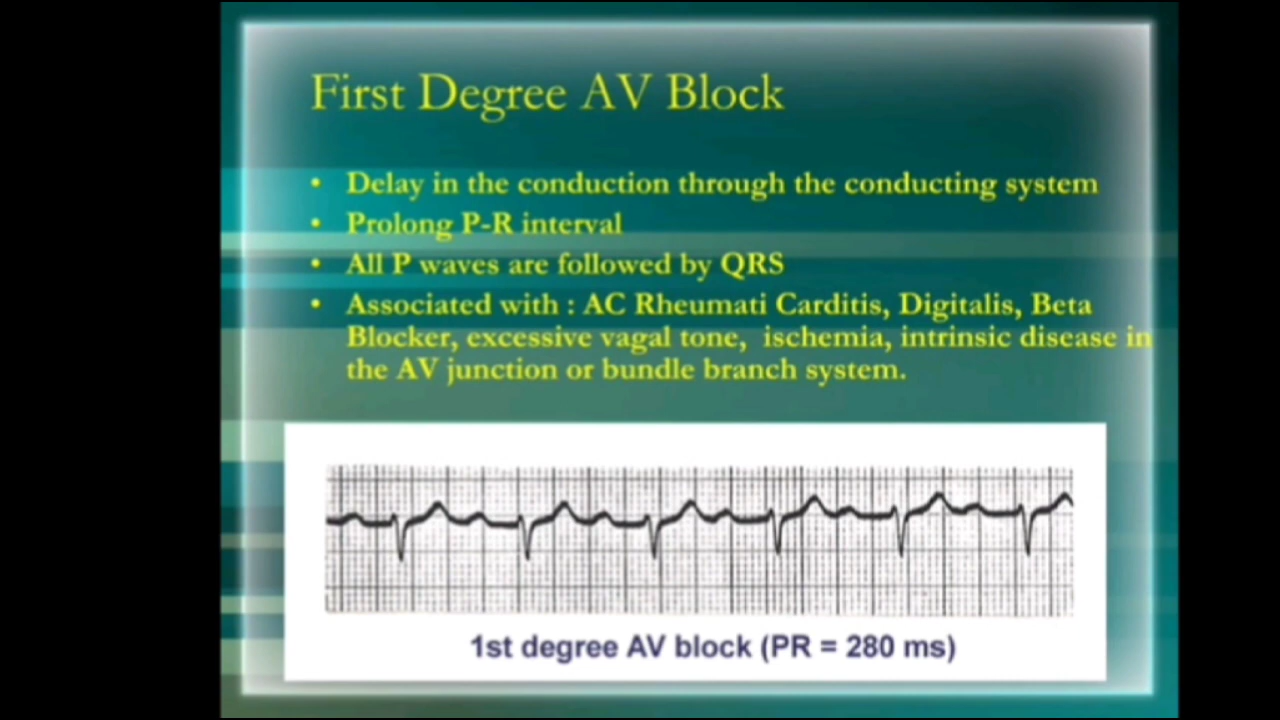 First Degree AV Block
• Delay in the conduction through the conducting system
• Prolong P-R interval
• All P waves are followed by QRS
• Associated with : AC Rheumati Carditis, Digitalis, Beta
Blocker, excessive vagal tone, ischemia, intrinsic disease in
the AV junction or bundle branch system.
1st degree AV block (PR = 280 ms)